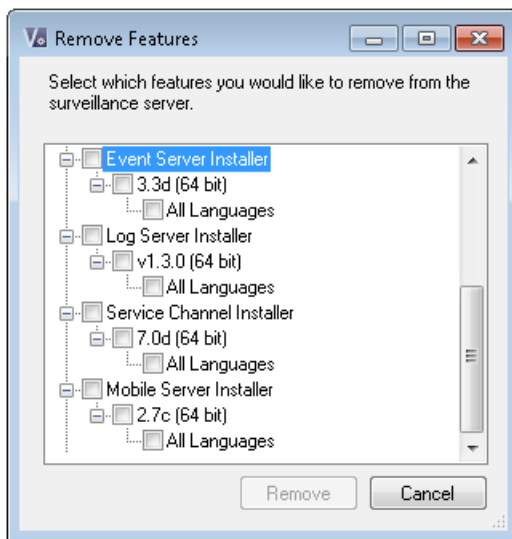 Remove Features
Select which features you would like to remove from the
surveillance server.
Event Server Installer
3.3d (64 bit)
All Languages
Log Server Installer
v1.3.0 (64 bit)
All Languages
Service Channel Installer
7.0d (64 bit)
All Languages
Mobile Server Installer
2.7c (64 bit)
All Languages
Remove
Cancel